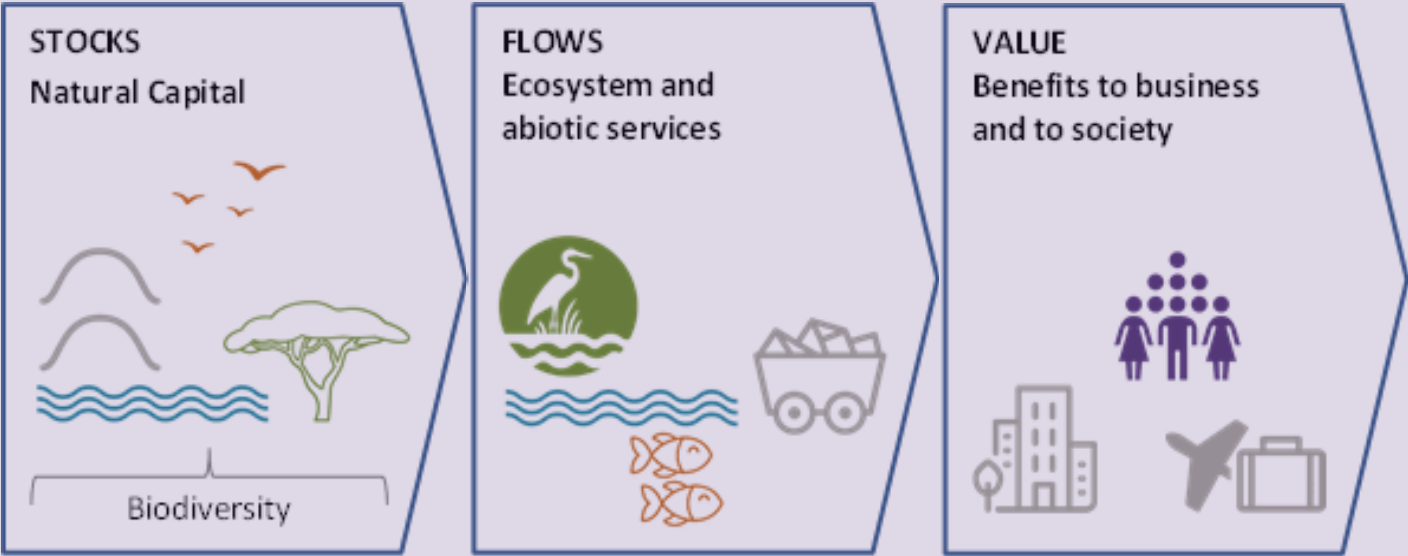 STOCKS
Natural Capital
Biodiversity
FLOWS
Ecosystem and
abiotic services
VALUE
Benefits to business
and to society